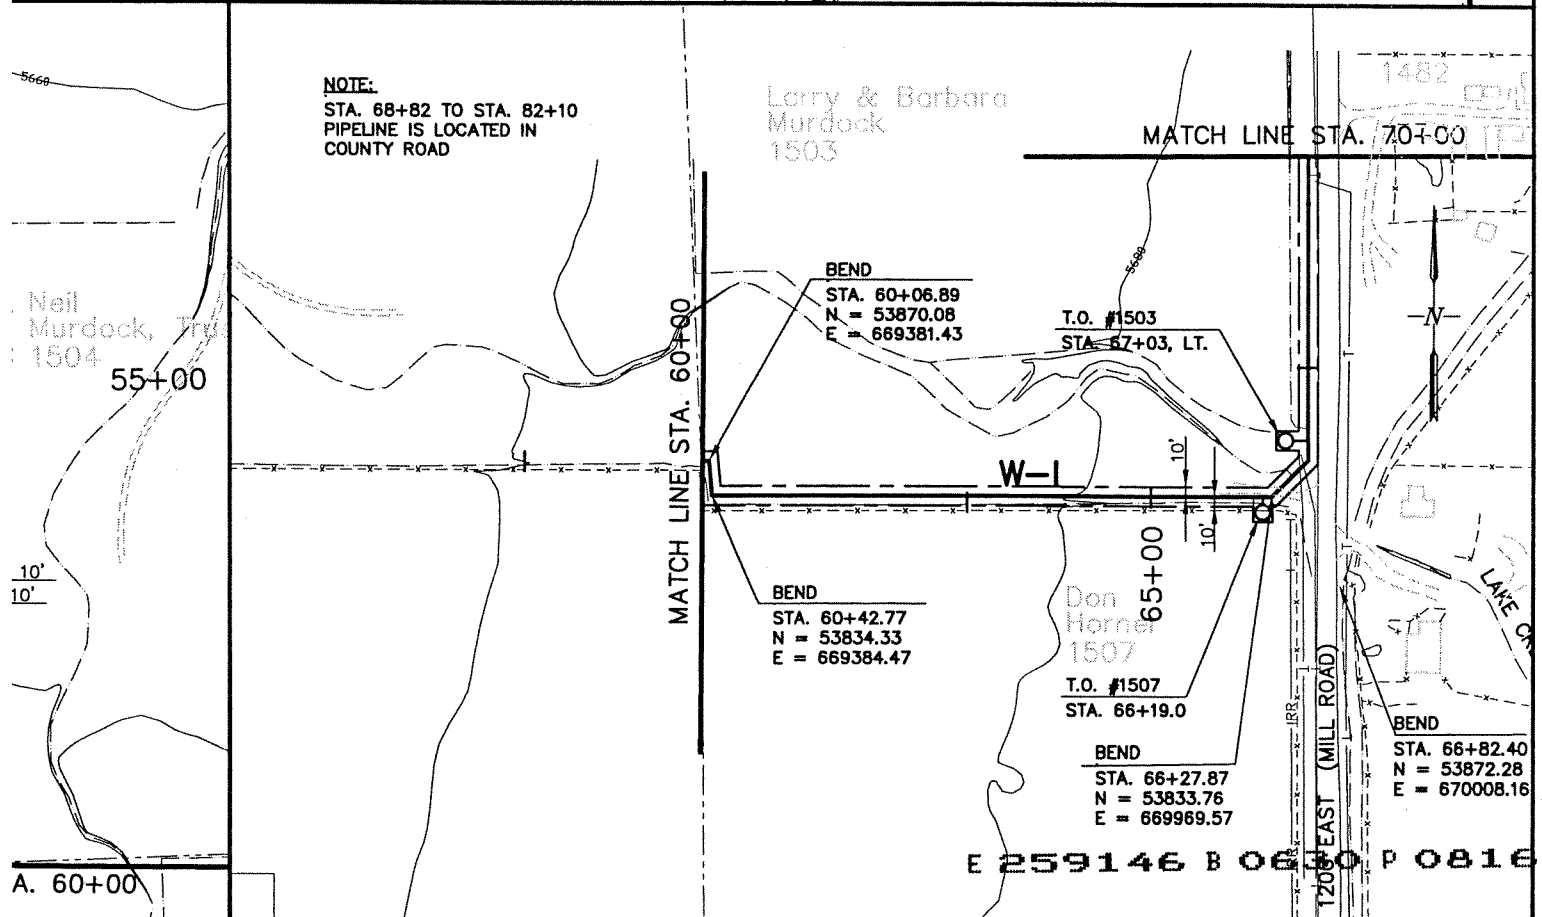 5660
NOTE:
STA. 68+82 TO STA. 82+10
PIPELINE IS LOCATED IN
COUNTY ROAD
Larry & Barbara
Murdock
1503
1482
MATCH LINE STA. 70+00
Neil
Murdock, Trus
1504
55+00
MATCH LINE STA. 60+00
BEND
STA. 60+06.89
N = 53870.08
E = 669381.43
5680
T.O. #1503
STA. 67+03, LT.
N
W-1
10'
10'
65+00
BEND
STA. 60+42.77
N = 53834.33
E = 669384.47
Don
Horner
1507
T.O. #1507
STA. 66+19.0
BEND
STA. 66+27.87
N = 53833.76
E = 669969.57
IRR
1200 EAST (MILL ROAD)
LAKE
BEND
STA. 66+82.40
N = 53872.28
E = 670008.16
10'
10'
A. 60+00
E 259146 B 0630 P 0816